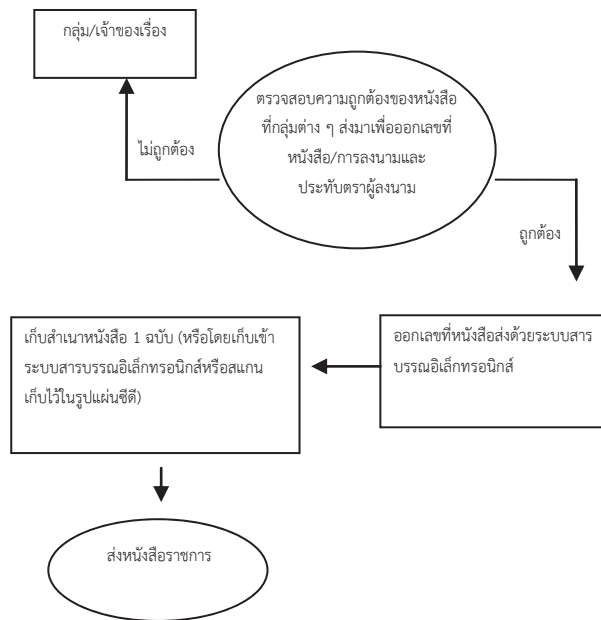 กลุ่ม/เจ้าของเรื่อง
ตรวจสอบความถูกต้องของหนังสือ
ที่กลุ่มต่าง ๆ ส่งมาเพื่อออกเลขที่
หนังสือ/การลงนามและ
ประทับตราผู้ลงนาม
ไม่ถูกต้อง
ถูกต้อง
เก็บสำเนาหนังสือ 1 ฉบับ (หรือโดยเก็บเข้า
ระบบสารบรรณอิเล็กทรอนิกส์หรือสแกน
เก็บไว้ในรูปแผ่นซีดี)
ออกเลขที่หนังสือส่งด้วยระบบสาร
บรรณอิเล็กทรอนิกส์
ส่งหนังสือราชการ